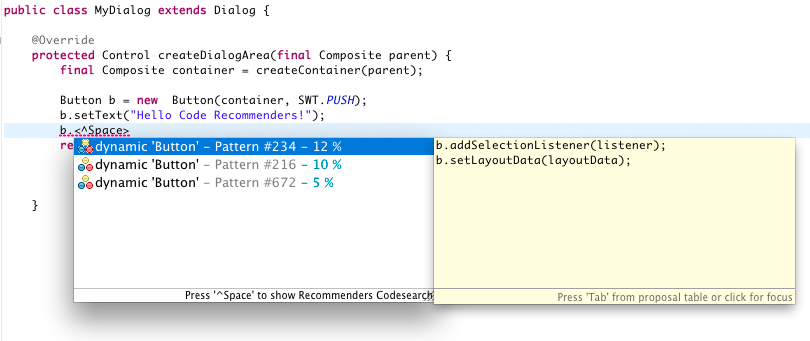 public class MyDialog extends Dialog {
@Override
protected Control createDialogArea(final Composite parent) {
final Composite container = createContainer(parent);
Button b = new  Button(container, SWT.PUSH);
b.setText("Hello Code Recommenders!");
b.<^Space>
re
dynamic 'Button' – Pattern #234 – 12 %
dynamic 'Button' – Pattern #216 – 10 %
dynamic 'Button' – Pattern #672 – 5 %
Press '^Space' to show Recommenders Codesearch
b.addSelectionListener(listener);
b.setLayoutData(layoutData);
Press 'Tab' from proposal table or click for focus
}